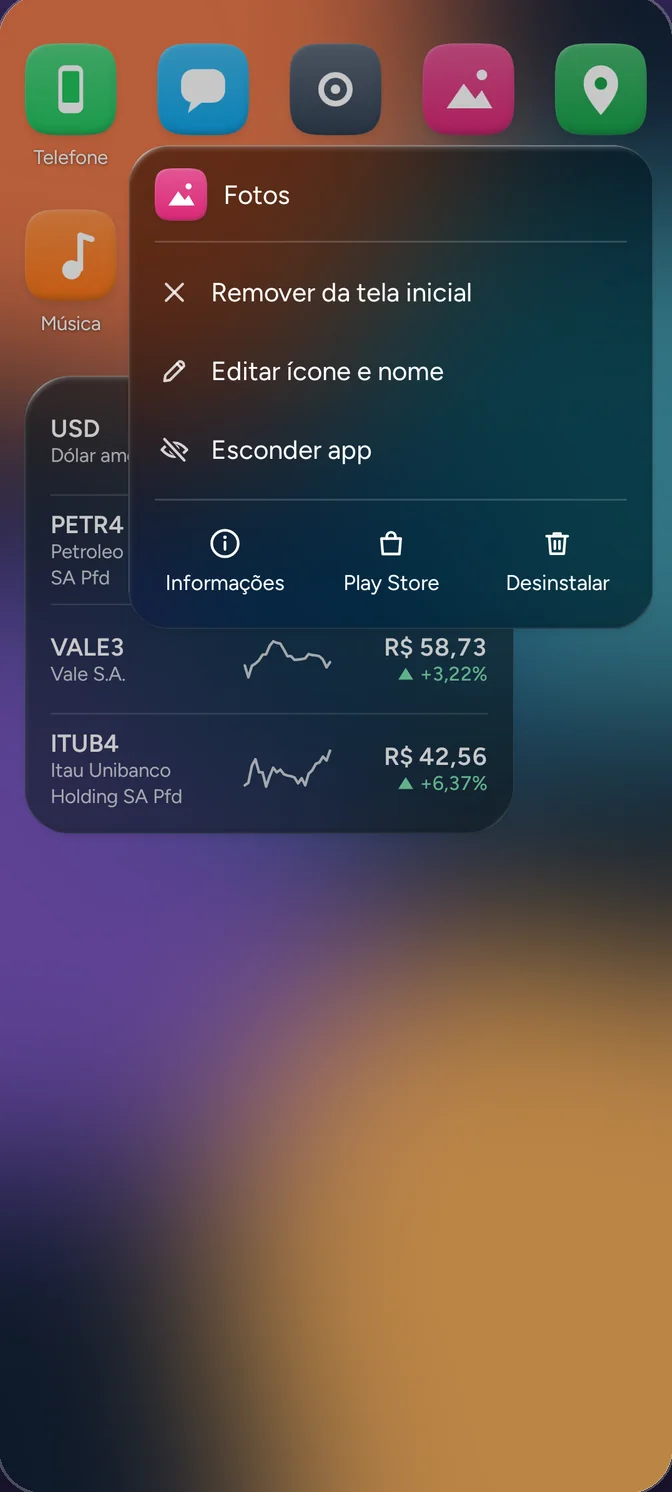 Telefone
Fotos
Remover da tela inicial
Música
Editar ícone e nome
USD
Dólar
Esconder app
PETR4
Petroleo
SA Pfd
Informações
Play Store
Desinstalar
VALE3
Vale S.A.
R$ 58,73
+3,22%
ITUB4
Itau Unibanco
Holding SA Pfd
R$ 42,56
+6,37%